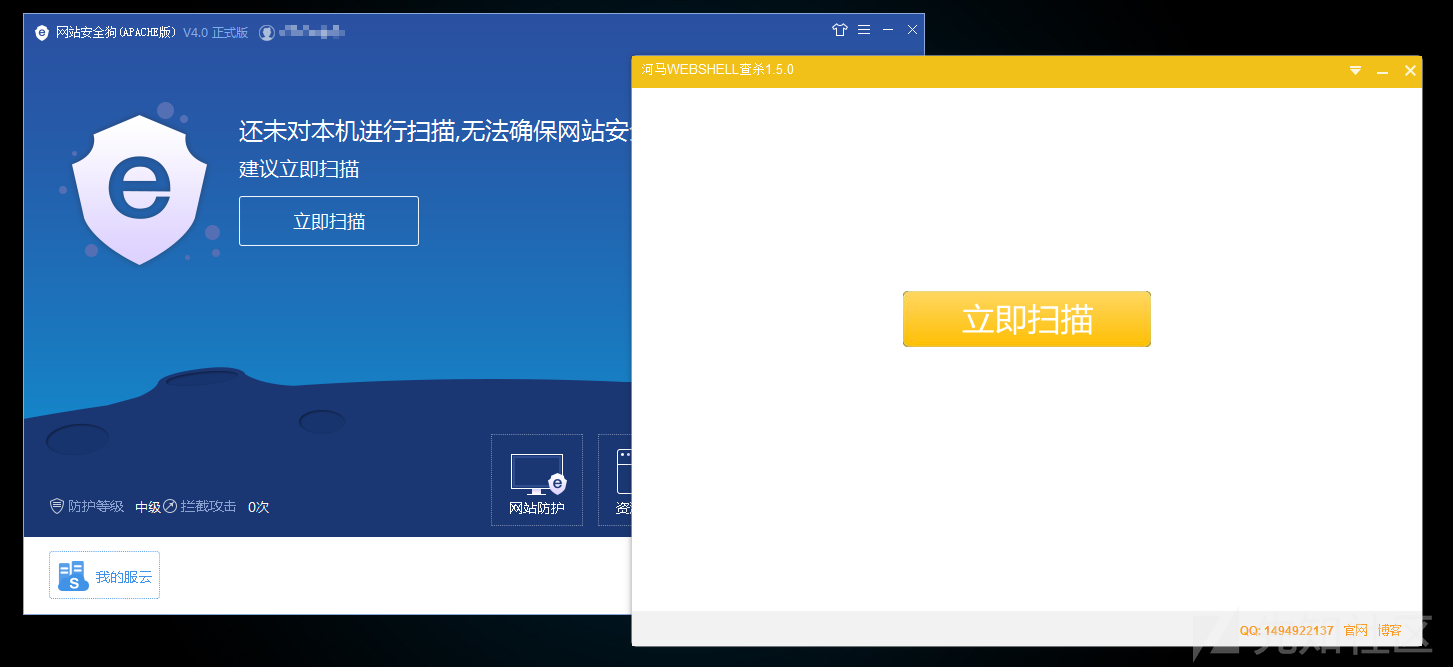 网站安全狗(APACHE版) V4.0 正式版
还未对本机进行扫描,无法确保网站安
建议立即扫描
立即扫描
网站防护
防护等级 中级 拦截攻击 0次
我的服云
S
河马WEBSHELL查杀1.5.0
立即扫描
QQ: 1494922137 官网 博客